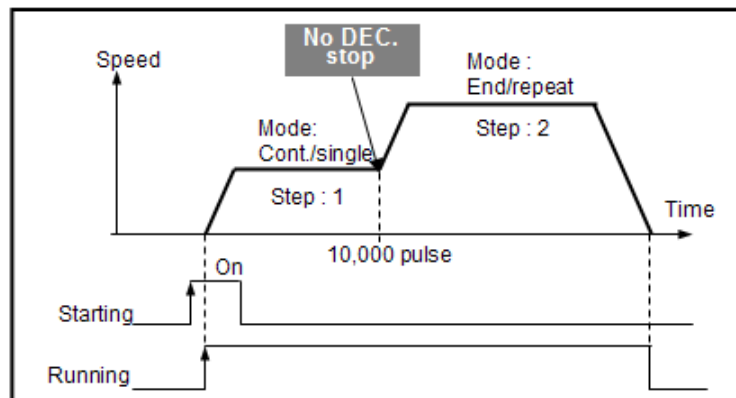 No DEC.
stop
Speed
Mode :
End/repeat
Mode:
Cont./single
Step : 2
Step : 1
Time
10,000 pulse
On
Starting
Running